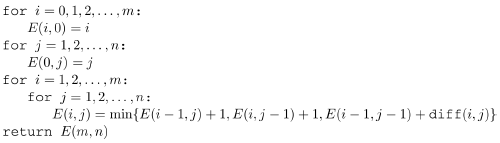 for i = 0, 1, 2, . . . , m:
E(i, 0) = i
for j = 1, 2, . . . , n:
E(0, j) = j
for i = 1, 2, . . . , m:
for j = 1, 2, . . . , n:
E(i, j) = min{E(i − 1, j) + 1, E(i, j − 1) + 1, E(i − 1, j − 1) + diff(i, j)}
return E(m, n)